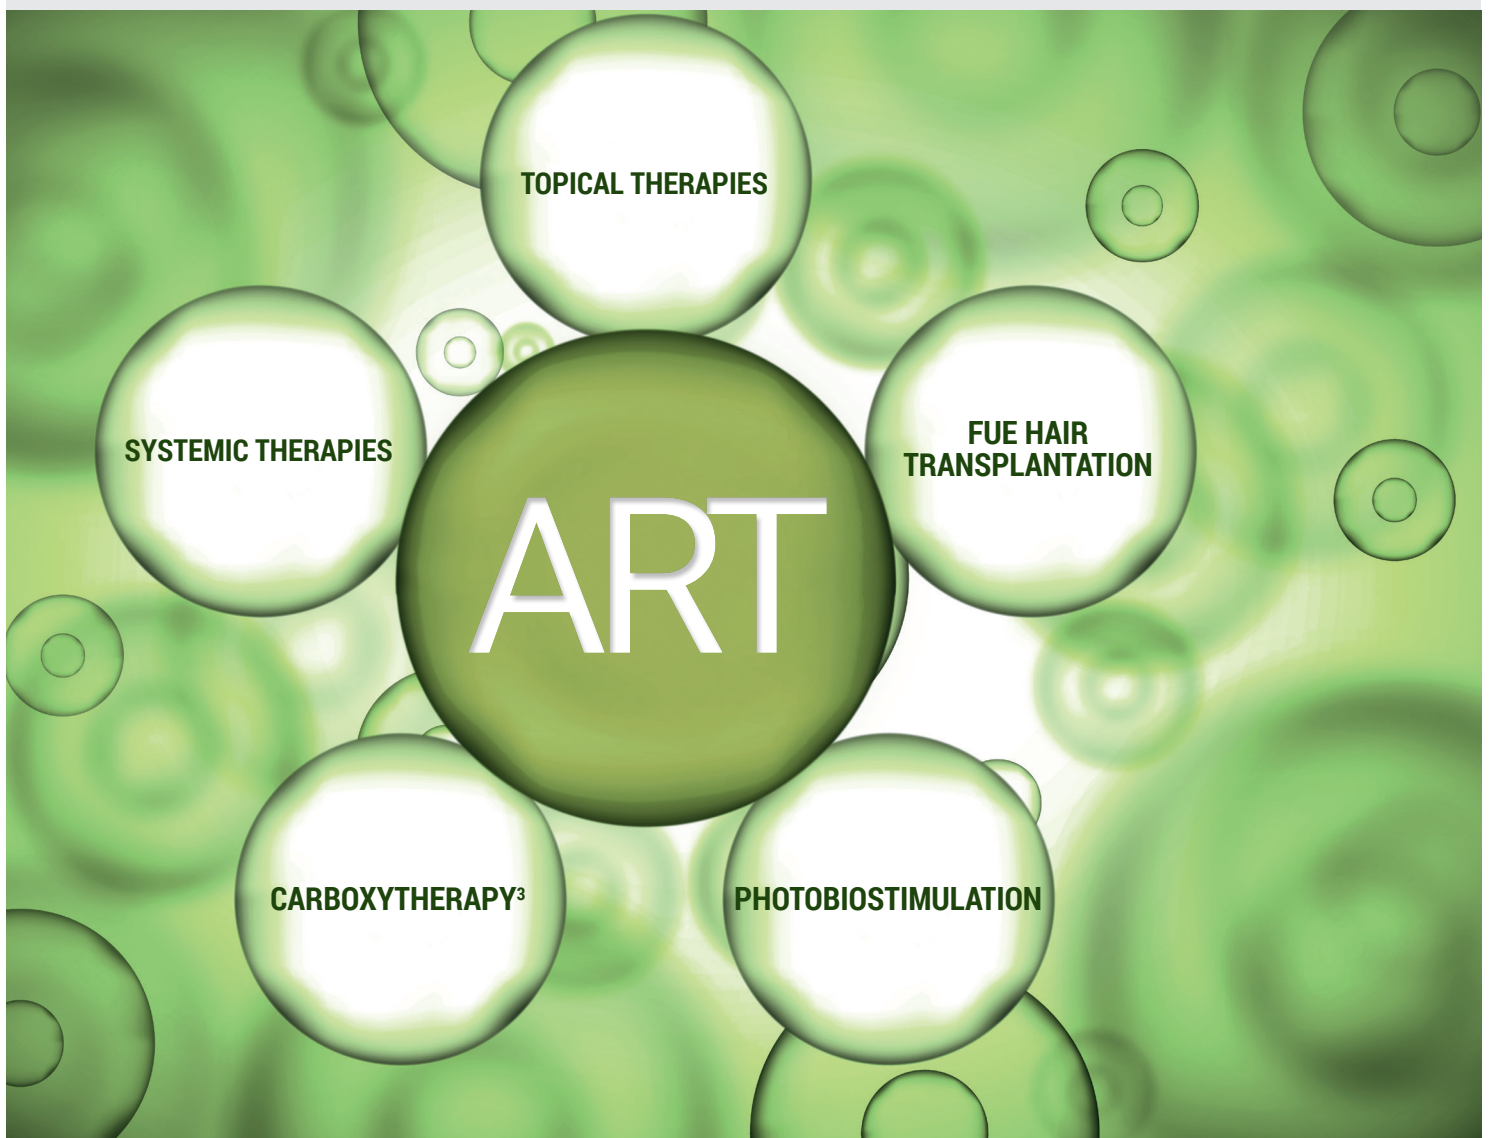 TOPICAL THERAPIES
SYSTEMIC THERAPIES
FUE HAIR
TRANSPLANTATION
ART
CARBOXYTHERAPY³
PHOTOBIOSTIMULATION